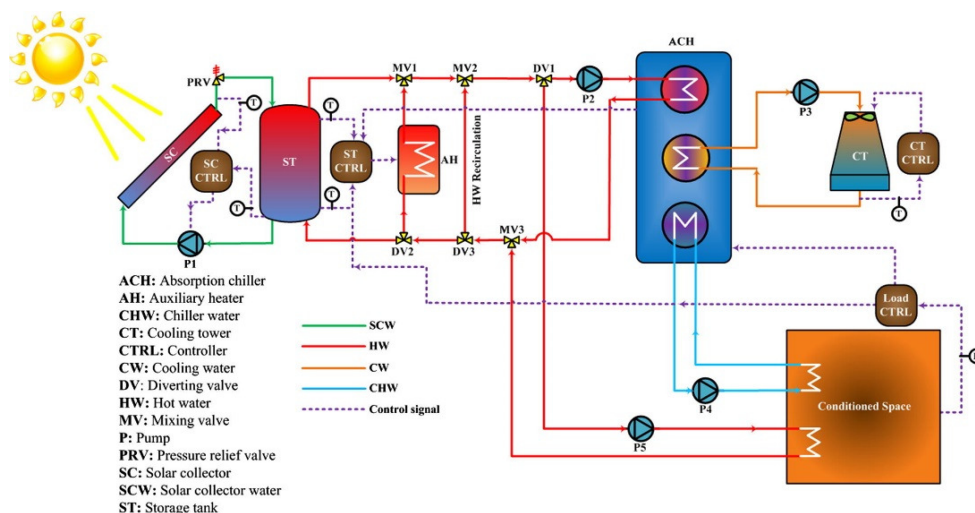 ACH
MV1
MV2
DV1
PRV
P2
P3
T
T
SC
SC
CTRL
ST
ST
CTRL
AH
HW Recirculation
CT
CT
CTRL
T
T
MV3
P1
DV2
DV3
ACH: Absorption chiller
AH: Auxiliary heater
CHW: Chiller water
CT: Cooling tower
CTRL: Controller
CW: Cooling water
DV: Diverting valve
HW: Hot water
MV: Mixing valve
P: Pump
PRV: Pressure relief valve
SC: Solar collector
SCW: Solar collector water
ST: Storage tank
SCW
HW
CW
CHW
Control signal
Load
CTRL
T
P4
P5
Conditioned Space